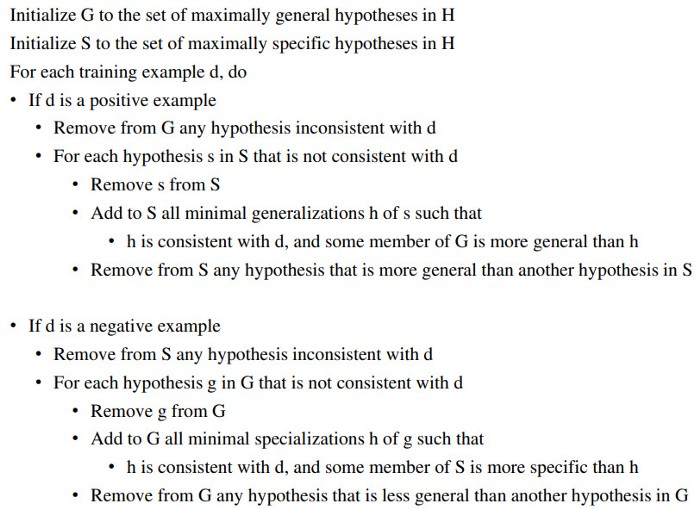 Initialize G to the set of maximally general hypotheses in H
Initialize S to the set of maximally specific hypotheses in H
For each training example d, do
• If d is a positive example
• Remove from G any hypothesis inconsistent with d
• For each hypothesis s in S that is not consistent with d
• Remove s from S
• Add to S all minimal generalizations h of s such that
• h is consistent with d, and some member of G is more general than h
• Remove from S any hypothesis that is more general than another hypothesis in S
• If d is a negative example
• Remove from S any hypothesis inconsistent with d
• For each hypothesis g in G that is not consistent with d
• Remove g from G
• Add to G all minimal specializations h of g such that
• h is consistent with d, and some member of S is more specific than h
• Remove from G any hypothesis that is less general than another hypothesis in G